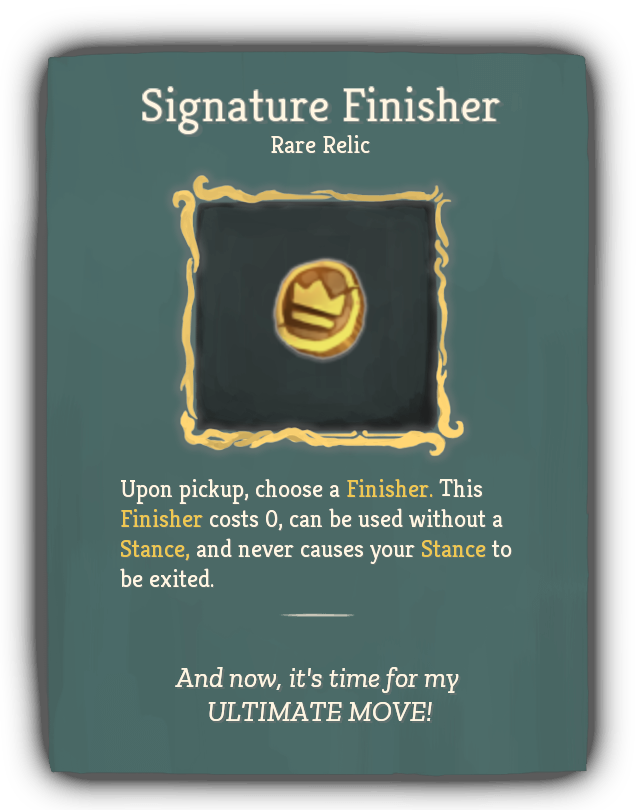 Signature Finisher
Rare Relic
Upon pickup, choose a Finisher. This
Finisher costs 0, can be used without a
Stance, and never causes your Stance to
be exited.
And now, it's time for my
ULTIMATE MOVE!